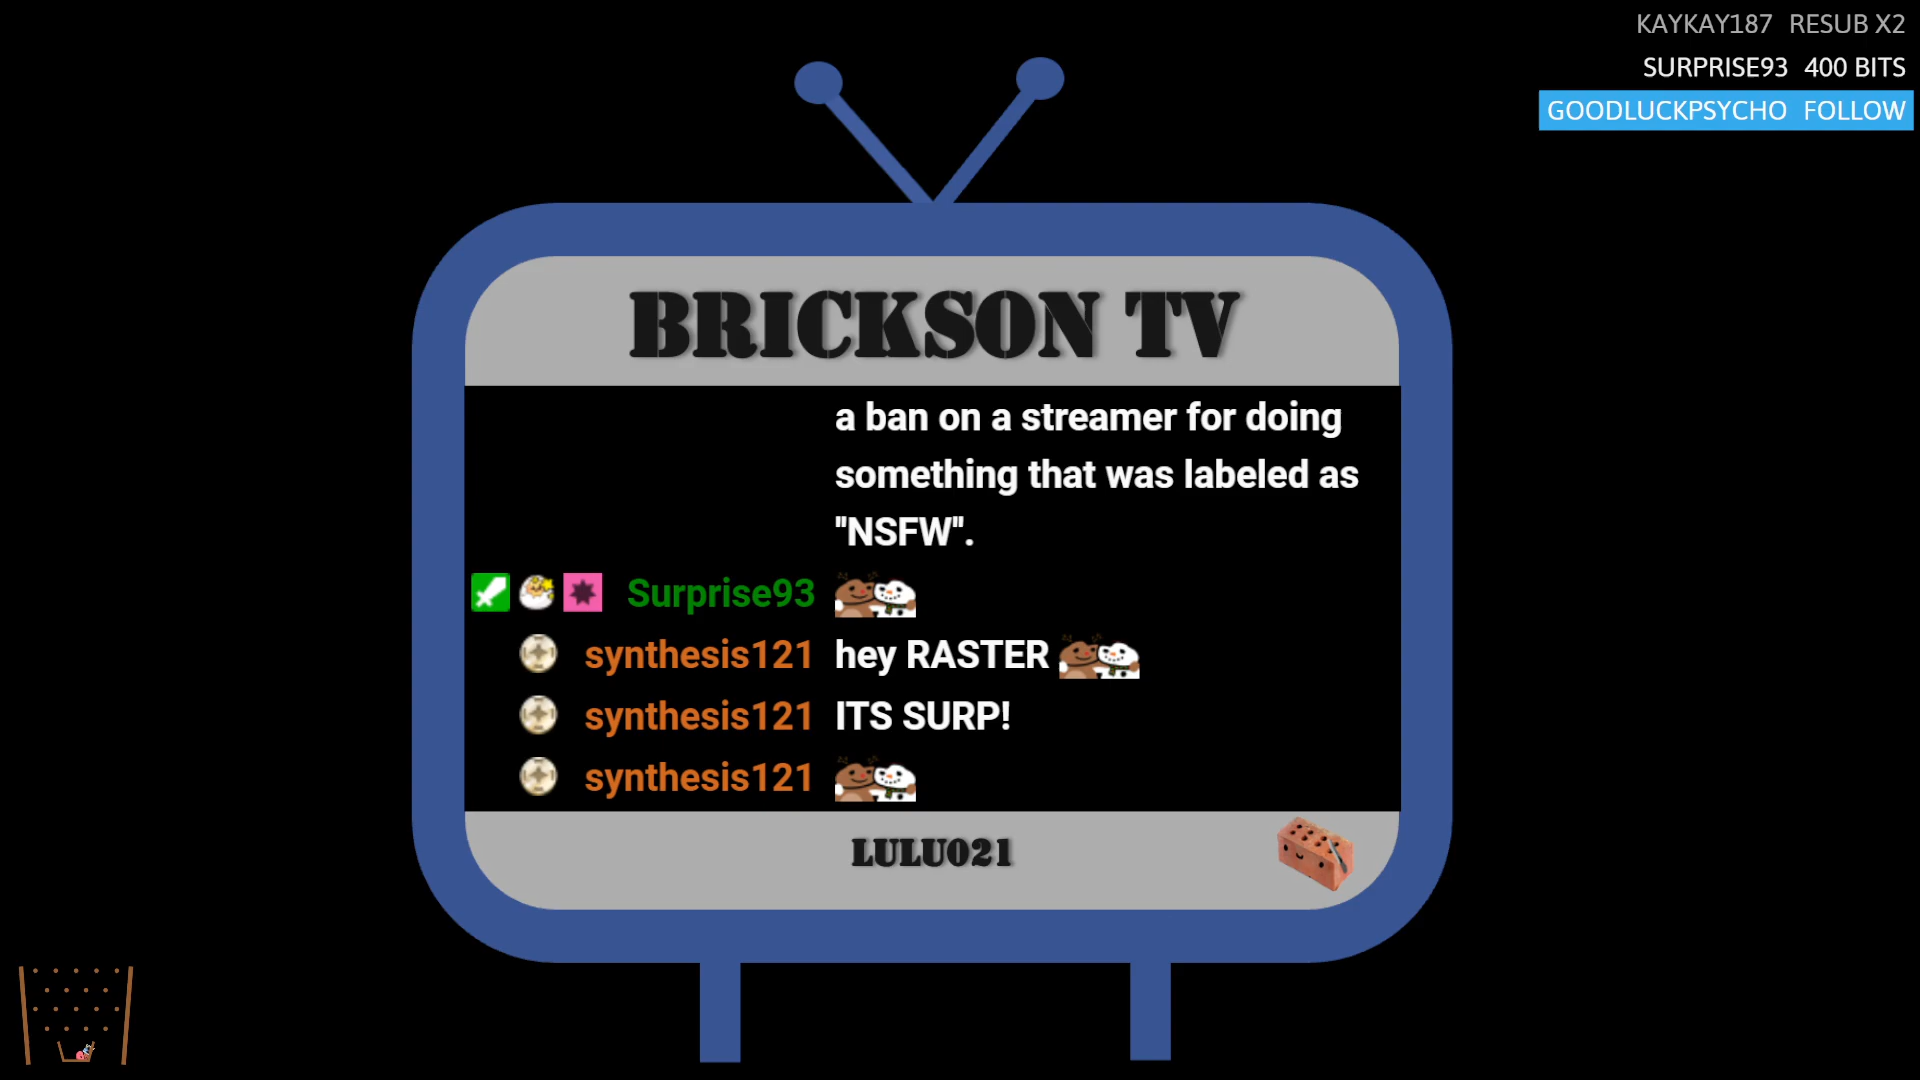 KAYKAY187 RESUB X2
SURPRISE93 400 BITS
GOODLUCKPSYCHO FOLLOW
BRICKSON TV
a ban on a streamer for doing
something that was labeled as
"NSFW".
Surprise93
synthesis121 hey RASTER
synthesis121 ITS SURP!
synthesis121
LULU021